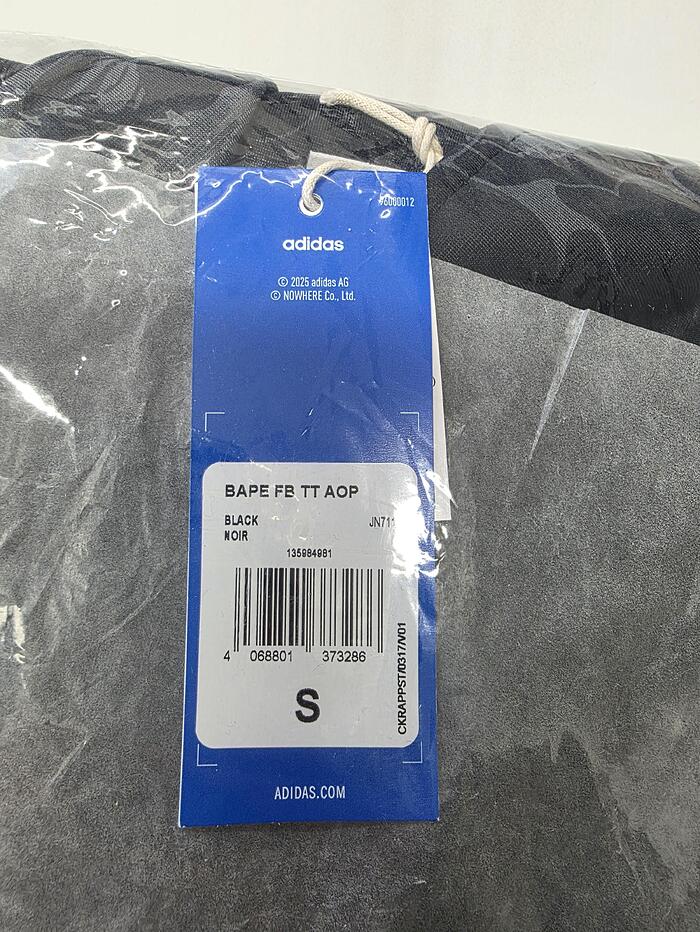 76000012
adidas
© 2025 adidas AG
© NOWHERE Co., Ltd.
BAPE FB TT AOP
BLACK
NOIR
135984981
4 068801 373286
S
CKRAPPST/0317/V01
ADIDAS.COM